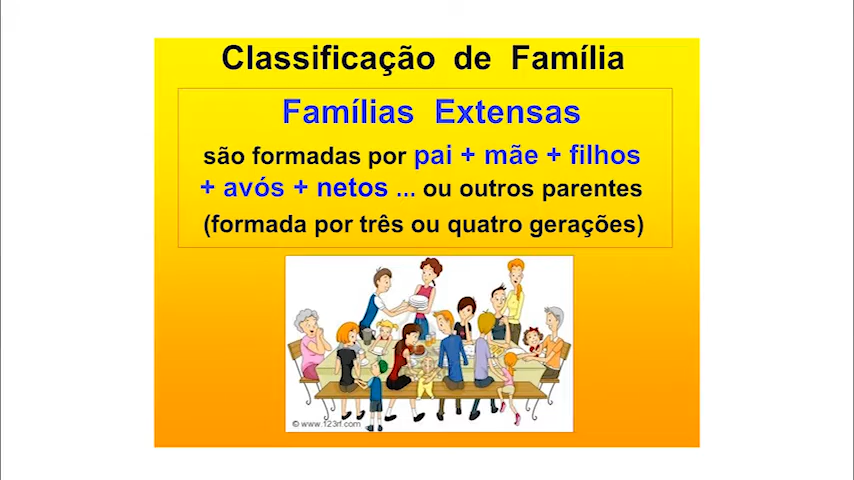 Classificação de Família
Famílias Extensas
são formadas por pai + mãe + filhos
+ avós + netos ... ou outros parentes
(formada por três ou quatro gerações)
© www.123rf.com